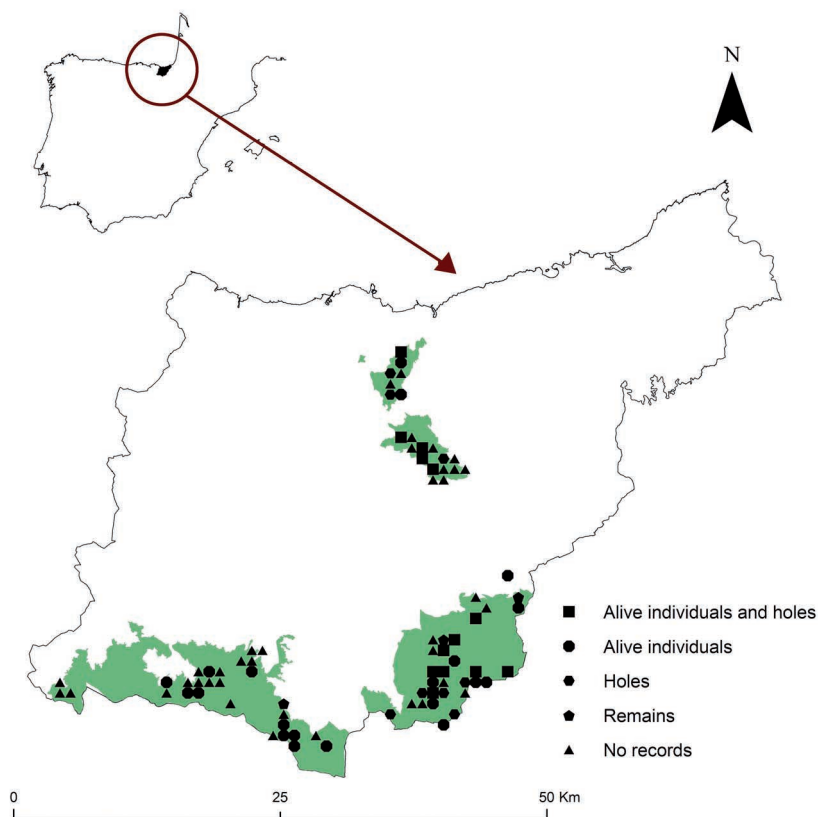 N
Alive individuals and holes
Alive individuals
Holes
Remains
No records
0 25 50 Km